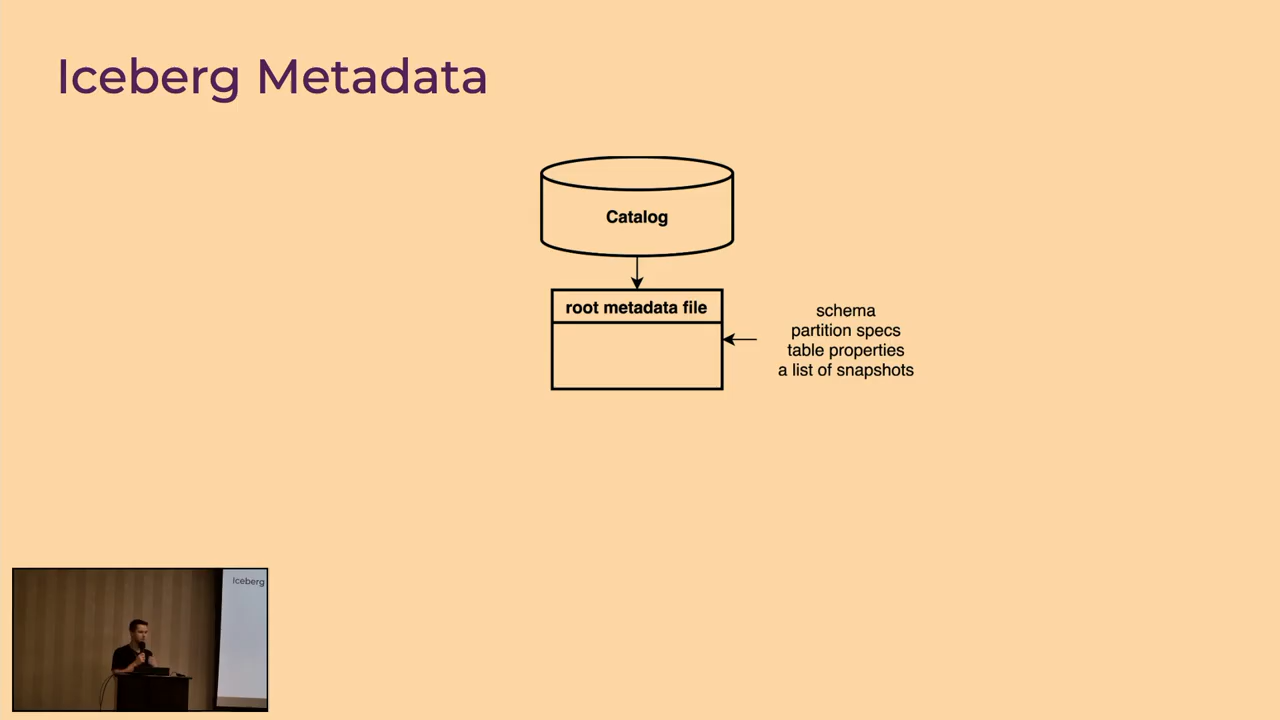 Iceberg Metadata
Catalog
root metadata file
schema
partition specs
table properties
a list of snapshots
Iceberg